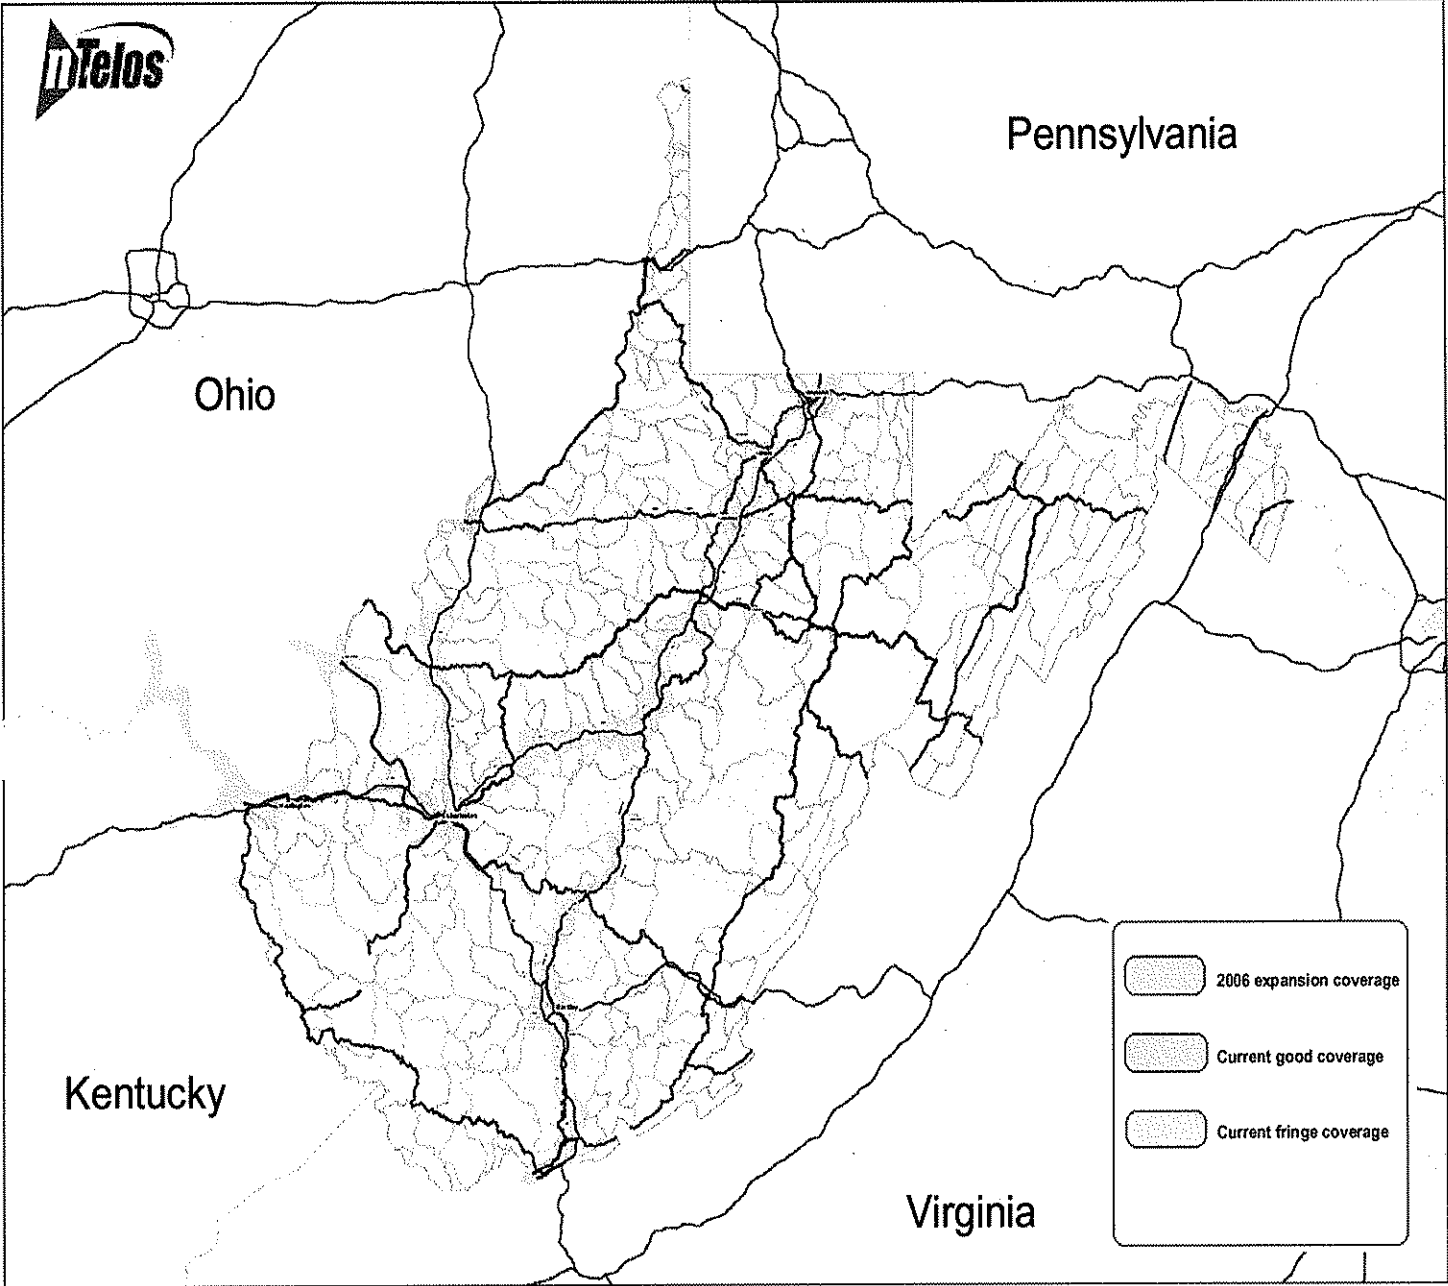 nTelos
Pennsylvania
Ohio
2006 expansion coverage
Current good coverage
Kentucky
Current fringe coverage
Virginia